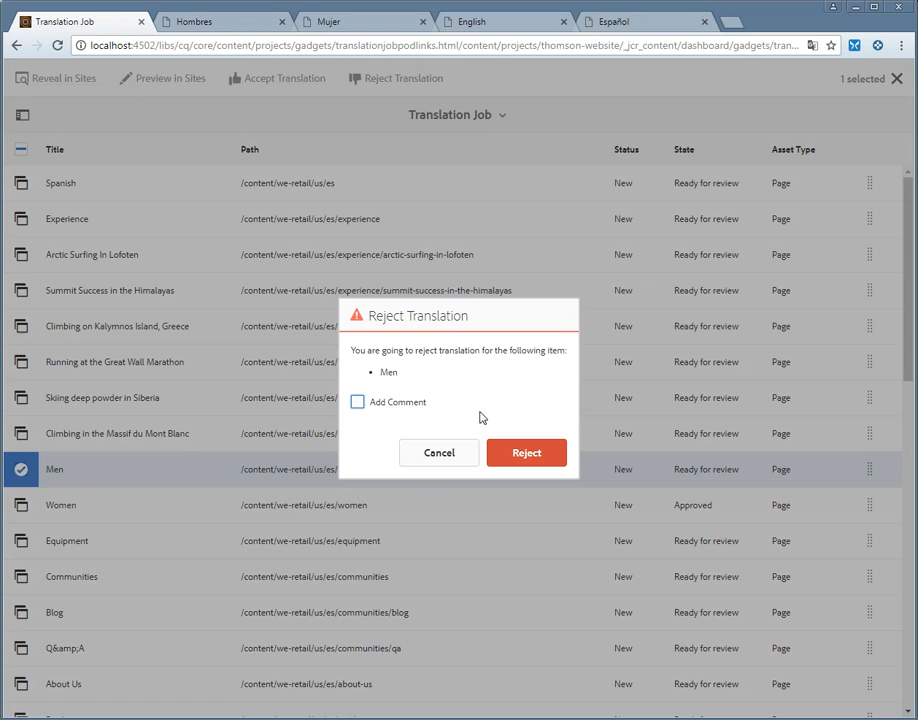 Translation Job
Hombres
Mujer
English
Español
localhost:4502/libs/cq/core/content/projects/gadgets/translationjobpodlinks.html/content/projects/thomson-website/_jcr_content/dashboard/gadgets/tran...
Reveal in Sites
Preview in Sites
Accept Translation
Reject Translation
1 selected
Translation Job
Title Path Status State Asset Type
Spanish /content/we-retail/us/es New Ready for review Page
Experience /content/we-retail/us/es/experience New Ready for review Page
Arctic Surfing In Lofoten /content/we-retail/us/es/experience/arctic-surfing-in-lofoten New Ready for review Page
Summit Success in the Himalayas /content/we-retail/us/es/experience/summit-success-in-the-himalayas New Ready for review Page
Climbing on Kalymnos Island, Greece /content/we-retail/us/es/ New Ready for review Page
Running at the Great Wall Marathon /content/we-retail/us/es/ New Ready for review Page
Skiing deep powder in Siberia /content/we-retail/us/es/ New Ready for review Page
Climbing in the Massif du Mont Blanc /content/we-retail/us/es/ New Ready for review Page
Men /content/we-retail/us/es/ New Ready for review Page
Women /content/we-retail/us/es/women New Approved Page
Equipment /content/we-retail/us/es/equipment New Ready for review Page
Communities /content/we-retail/us/es/communities New Ready for review Page
Blog /content/we-retail/us/es/communities/blog New Ready for review Page
Q&amp;A /content/we-retail/us/es/communities/qa New Ready for review Page
About Us /content/we-retail/us/es/about-us New Ready for review Page
Reject Translation
You are going to reject translation for the following item:
• Men
Add Comment
Cancel
Reject